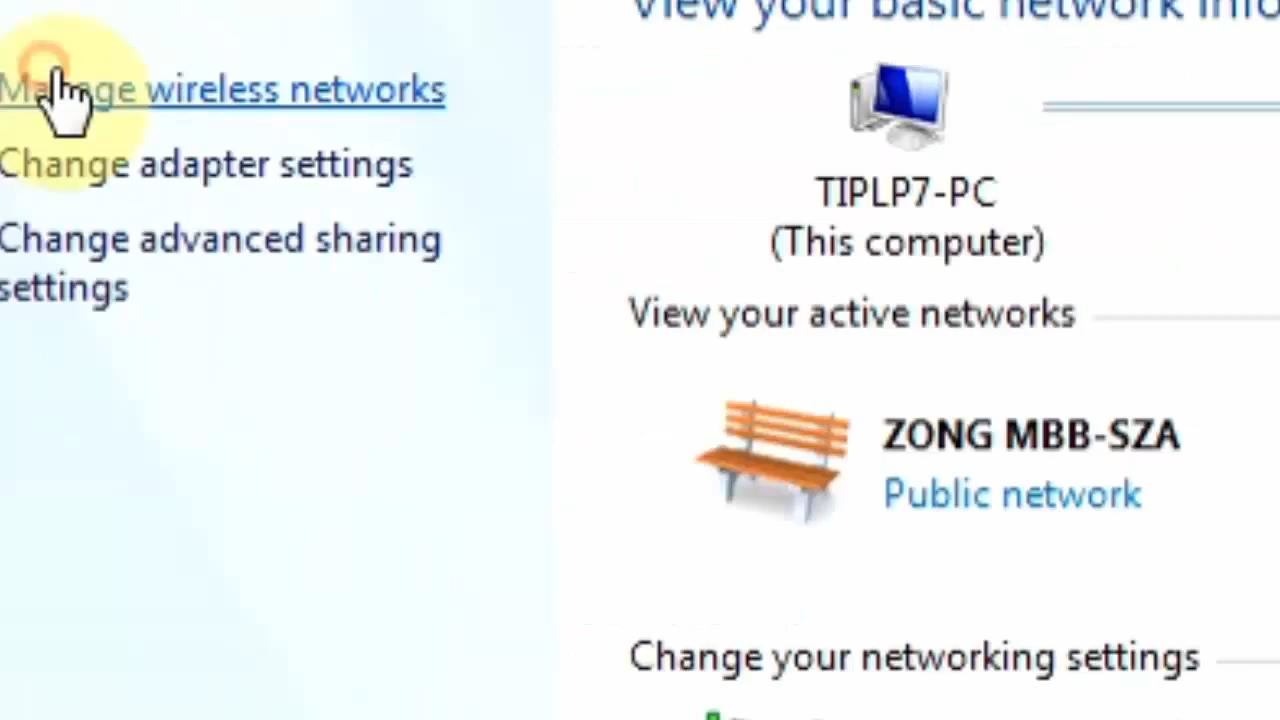 View your basic network info
Manage wireless networks
Change adapter settings
Change advanced sharing
settings
TIPLP7-PC
(This computer)
View your active networks
ZONG MBB-SZA
Public network
Change your networking settings